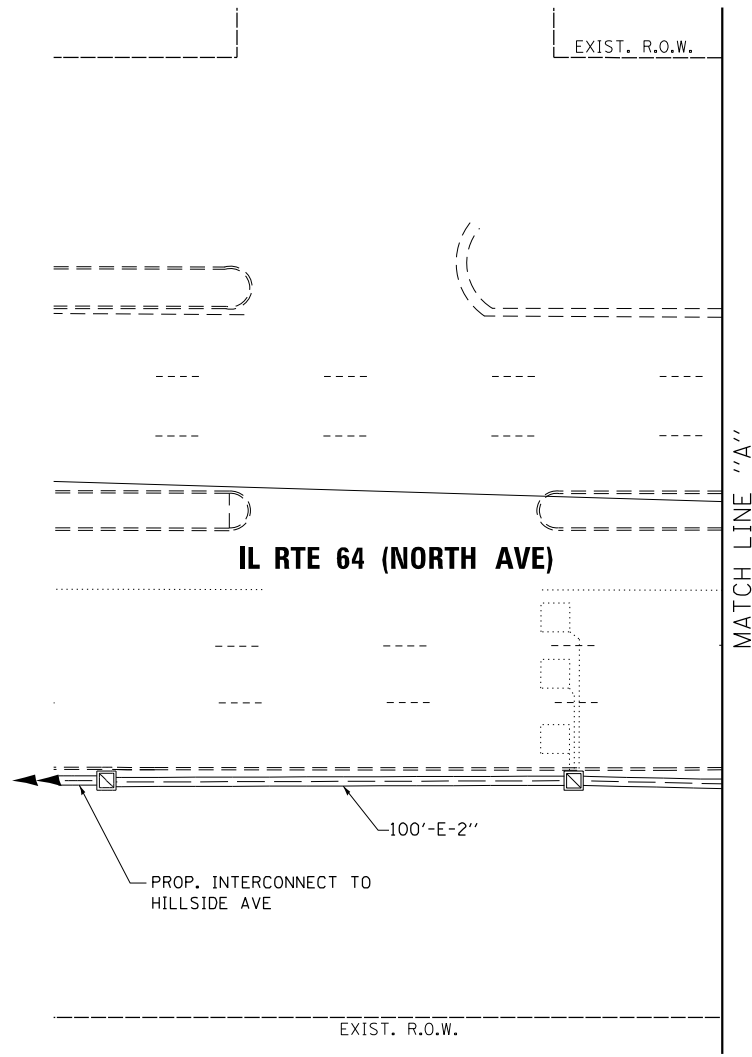 EXIST. R.O.W.
MATCH LINE "A"
IL RTE 64 (NORTH AVE)
100'-E-2''
PROP. INTERCONNECT TO
HILLSIDE AVE
EXIST. R.O.W.